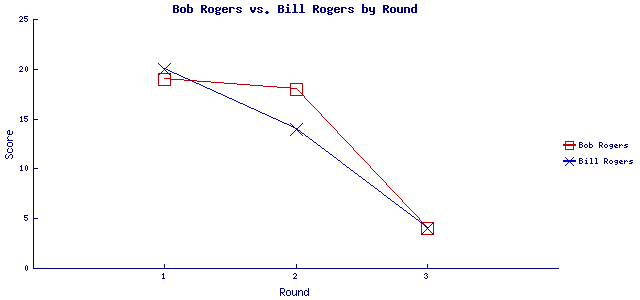 Bob Rogers vs. Bill Rogers by Round
25
20
15
10
5
0
Score
1 2 3
Round
Bob Rogers
Bill Rogers